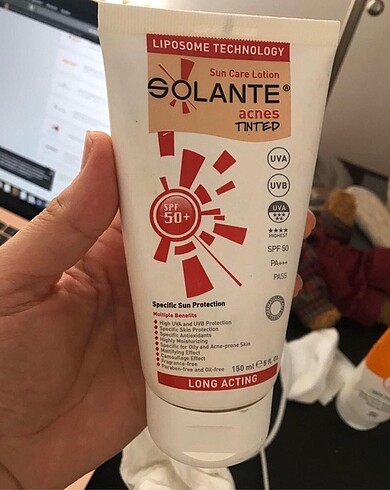 LIPOSOME TECHNOLOGY
Sun Care Lotion
SOLANTE®
acnes
TINTED
UVA
UVB
UVA
HIGHEST
SPF 50
PA+++
PASS
SPF
50+
Specific Sun Protection
Multiple Benefits
High UVA and UVB Protection
Specific Skin Protection
Specific Antioxidants
Highly Moisturizing
Specific for Oily and Acne-prone Skin
Mattifying Effect
Camouflage Effect
Fragrance-free
Paraben-free and Oil-free
150 ml ℮ 5 fl. Oz
LONG ACTING